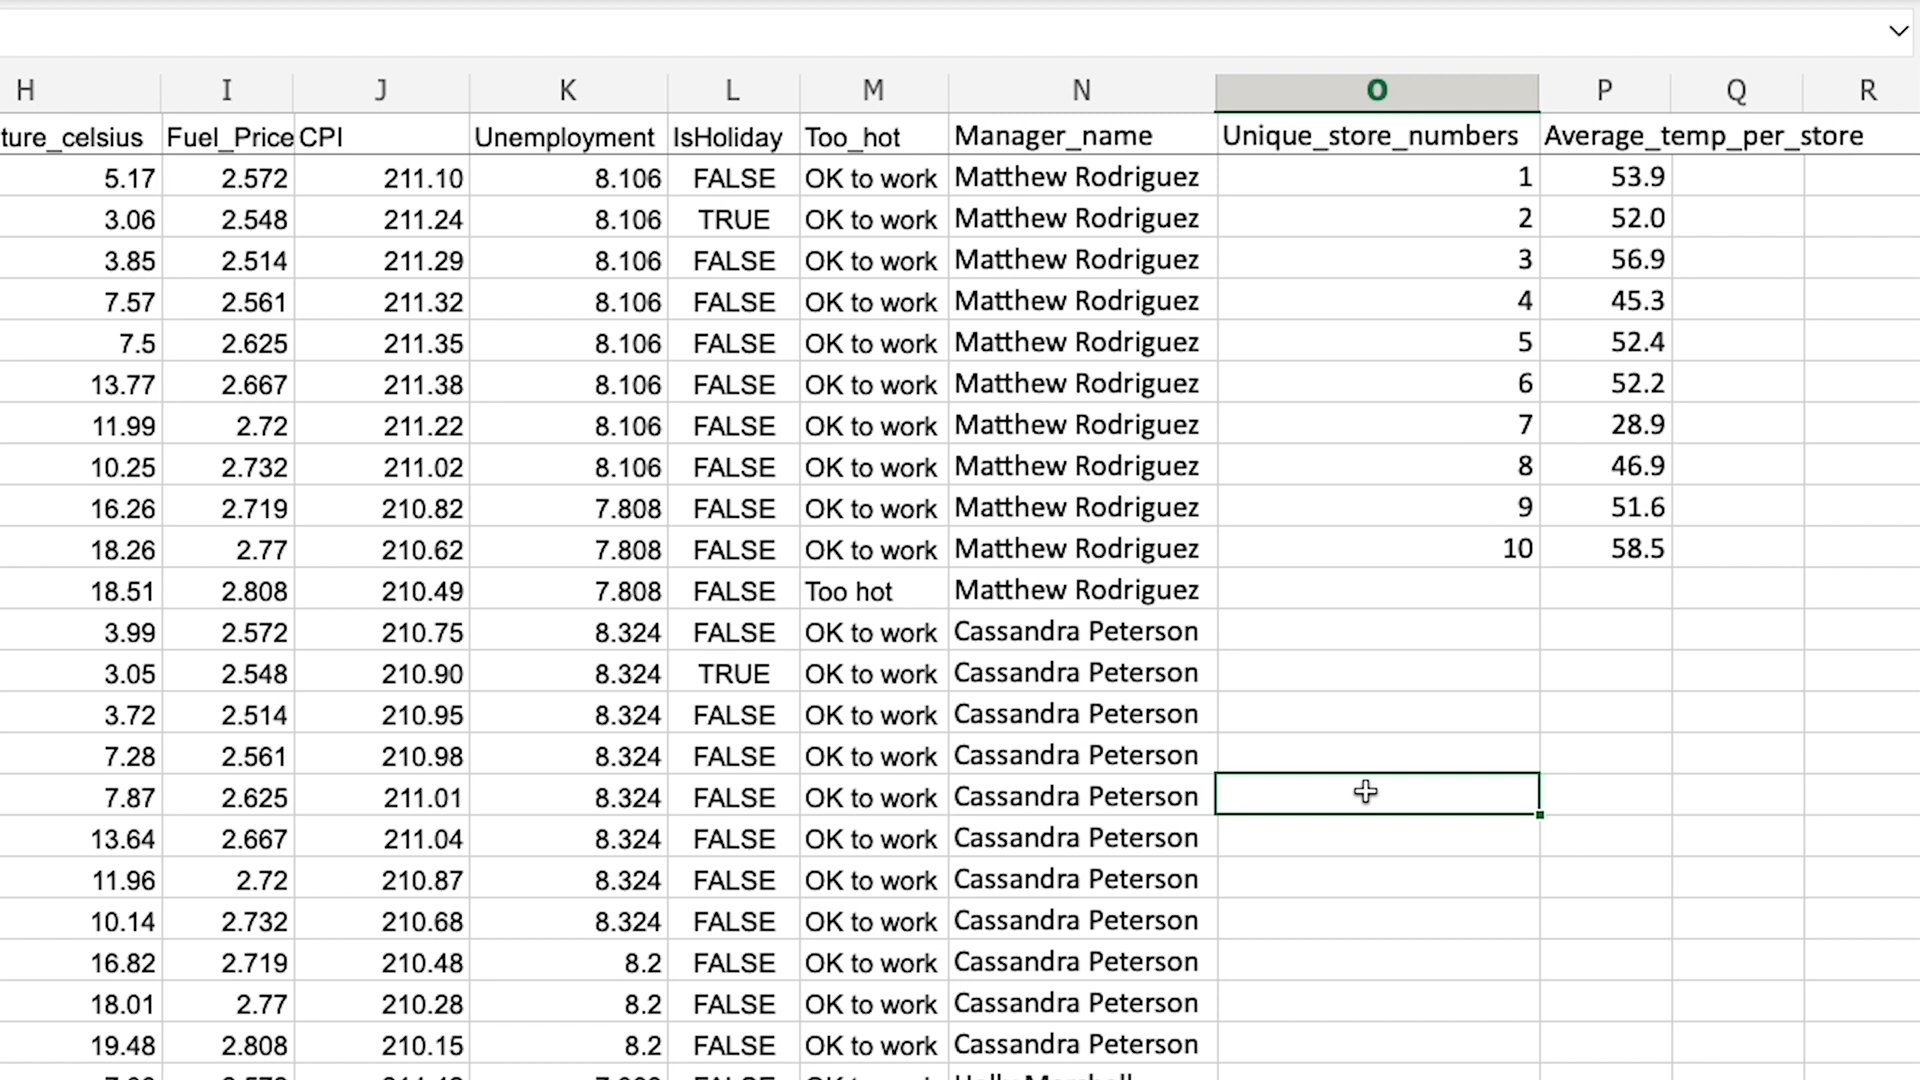 H I J K L M N O P Q R
ture_celsius Fuel_Price CPI Unemployment IsHoliday Too_hot Manager_name Unique_store_numbers Average_temp_per_store
5.17 2.572 211.10 8.106 FALSE OK to work Matthew Rodriguez 1 53.9
3.06 2.548 211.24 8.106 TRUE OK to work Matthew Rodriguez 2 52.0
3.85 2.514 211.29 8.106 FALSE OK to work Matthew Rodriguez 3 56.9
7.57 2.561 211.32 8.106 FALSE OK to work Matthew Rodriguez 4 45.3
7.5 2.625 211.35 8.106 FALSE OK to work Matthew Rodriguez 5 52.4
13.77 2.667 211.38 8.106 FALSE OK to work Matthew Rodriguez 6 52.2
11.99 2.72 211.22 8.106 FALSE OK to work Matthew Rodriguez 7 28.9
10.25 2.732 211.02 8.106 FALSE OK to work Matthew Rodriguez 8 46.9
16.26 2.719 210.82 7.808 FALSE OK to work Matthew Rodriguez 9 51.6
18.26 2.77 210.62 7.808 FALSE OK to work Matthew Rodriguez 10 58.5
18.51 2.808 210.49 7.808 FALSE Too hot Matthew Rodriguez
3.99 2.572 210.75 8.324 FALSE OK to work Cassandra Peterson
3.05 2.548 210.90 8.324 TRUE OK to work Cassandra Peterson
3.72 2.514 210.95 8.324 FALSE OK to work Cassandra Peterson
7.28 2.561 210.98 8.324 FALSE OK to work Cassandra Peterson
7.87 2.625 211.01 8.324 FALSE OK to work Cassandra Peterson
13.64 2.667 211.04 8.324 FALSE OK to work Cassandra Peterson
11.96 2.72 210.87 8.324 FALSE OK to work Cassandra Peterson
10.14 2.732 210.68 8.324 FALSE OK to work Cassandra Peterson
16.82 2.719 210.48 8.2 FALSE OK to work Cassandra Peterson
18.01 2.77 210.28 8.2 FALSE OK to work Cassandra Peterson
19.48 2.808 210.15 8.2 FALSE OK to work Cassandra Peterson